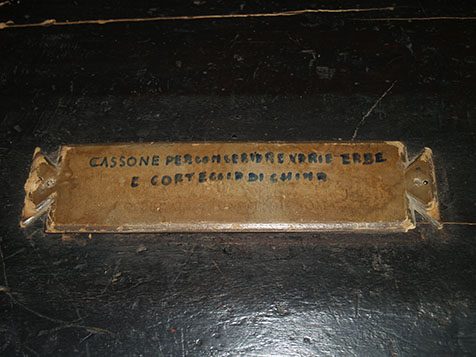 CASSONE PER CONSERVARE VARIE ERBE
E CORTECCIA DI CHINA